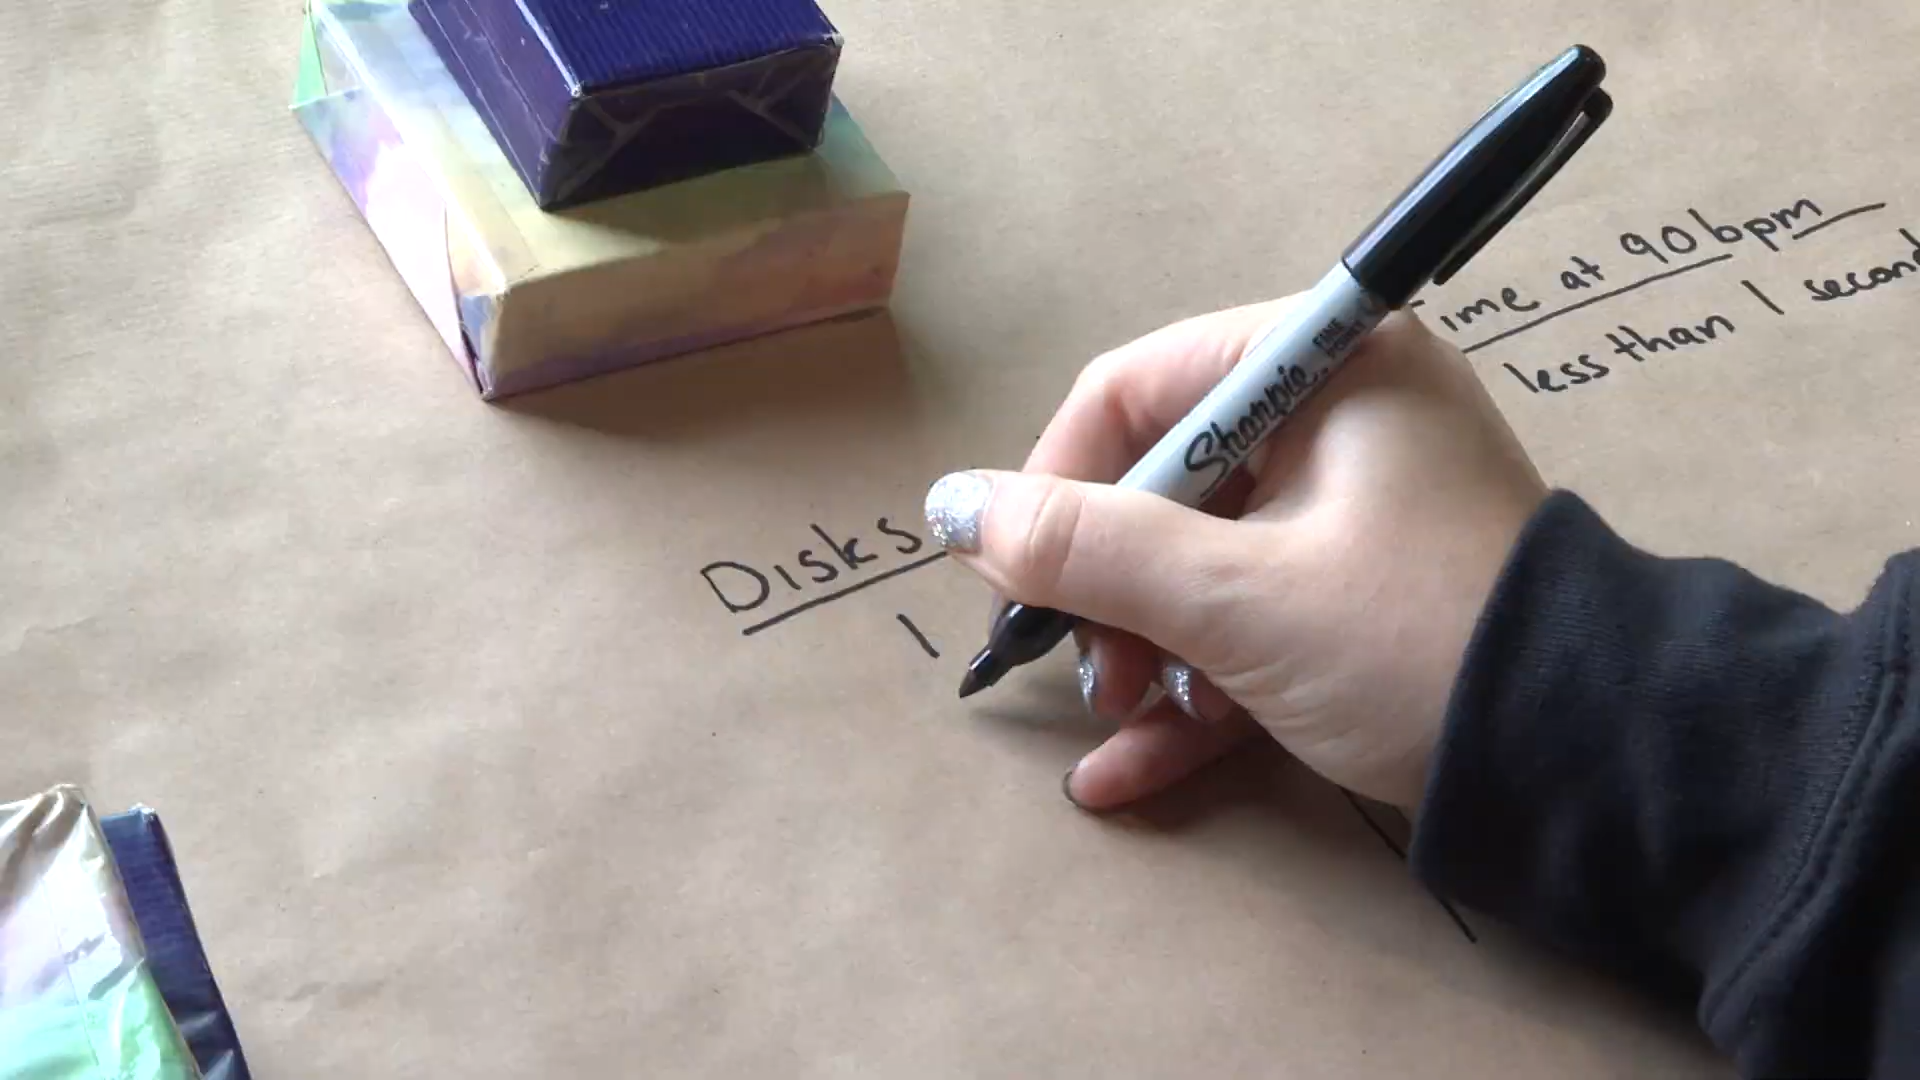 Disks
Time at 90bpm
1
less than 1 second
Sharpie
FINE POINT